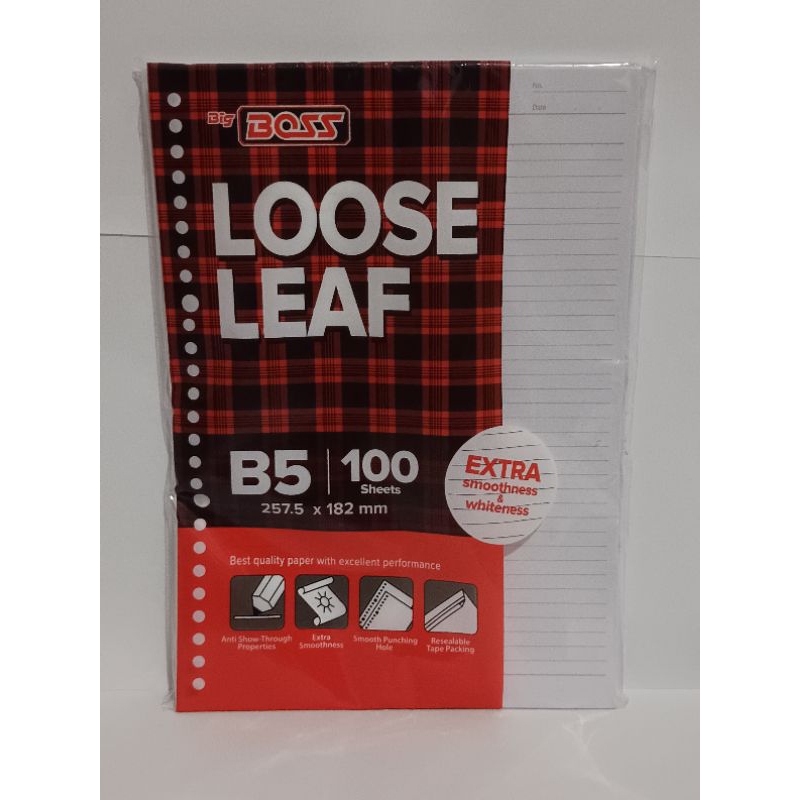 Big BOSS
LOOSE
LEAF
B5
100
Sheets
257.5 x 182 mm
EXTRA
smoothness
&
whiteness
Best quality paper with excellent performance
Anti Show-Through
Properties
Extra
Smoothness
Smooth Punching
Hole
Resealable
Tape Packing
No.
Date